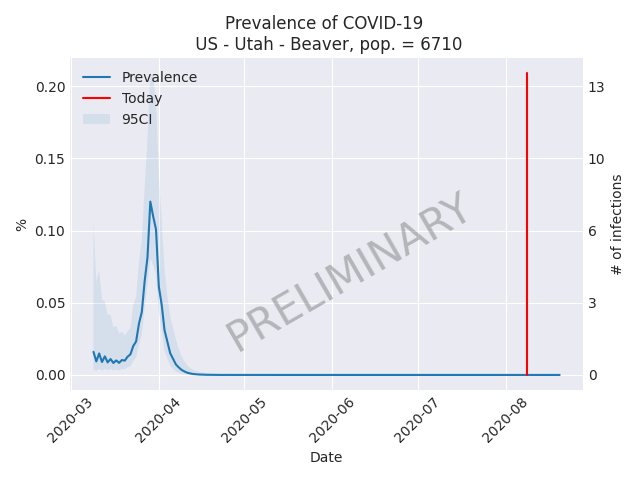 Prevalence of COVID-19
US - Utah - Beaver, pop. = 6710
Prevalence
Today
95CI
0.20
0.15
0.10
0.05
0.00
%
13
10
6
3
0
# of infections
PRELIMINARY
2020-03
2020-04
2020-05
2020-06
2020-07
2020-08
Date